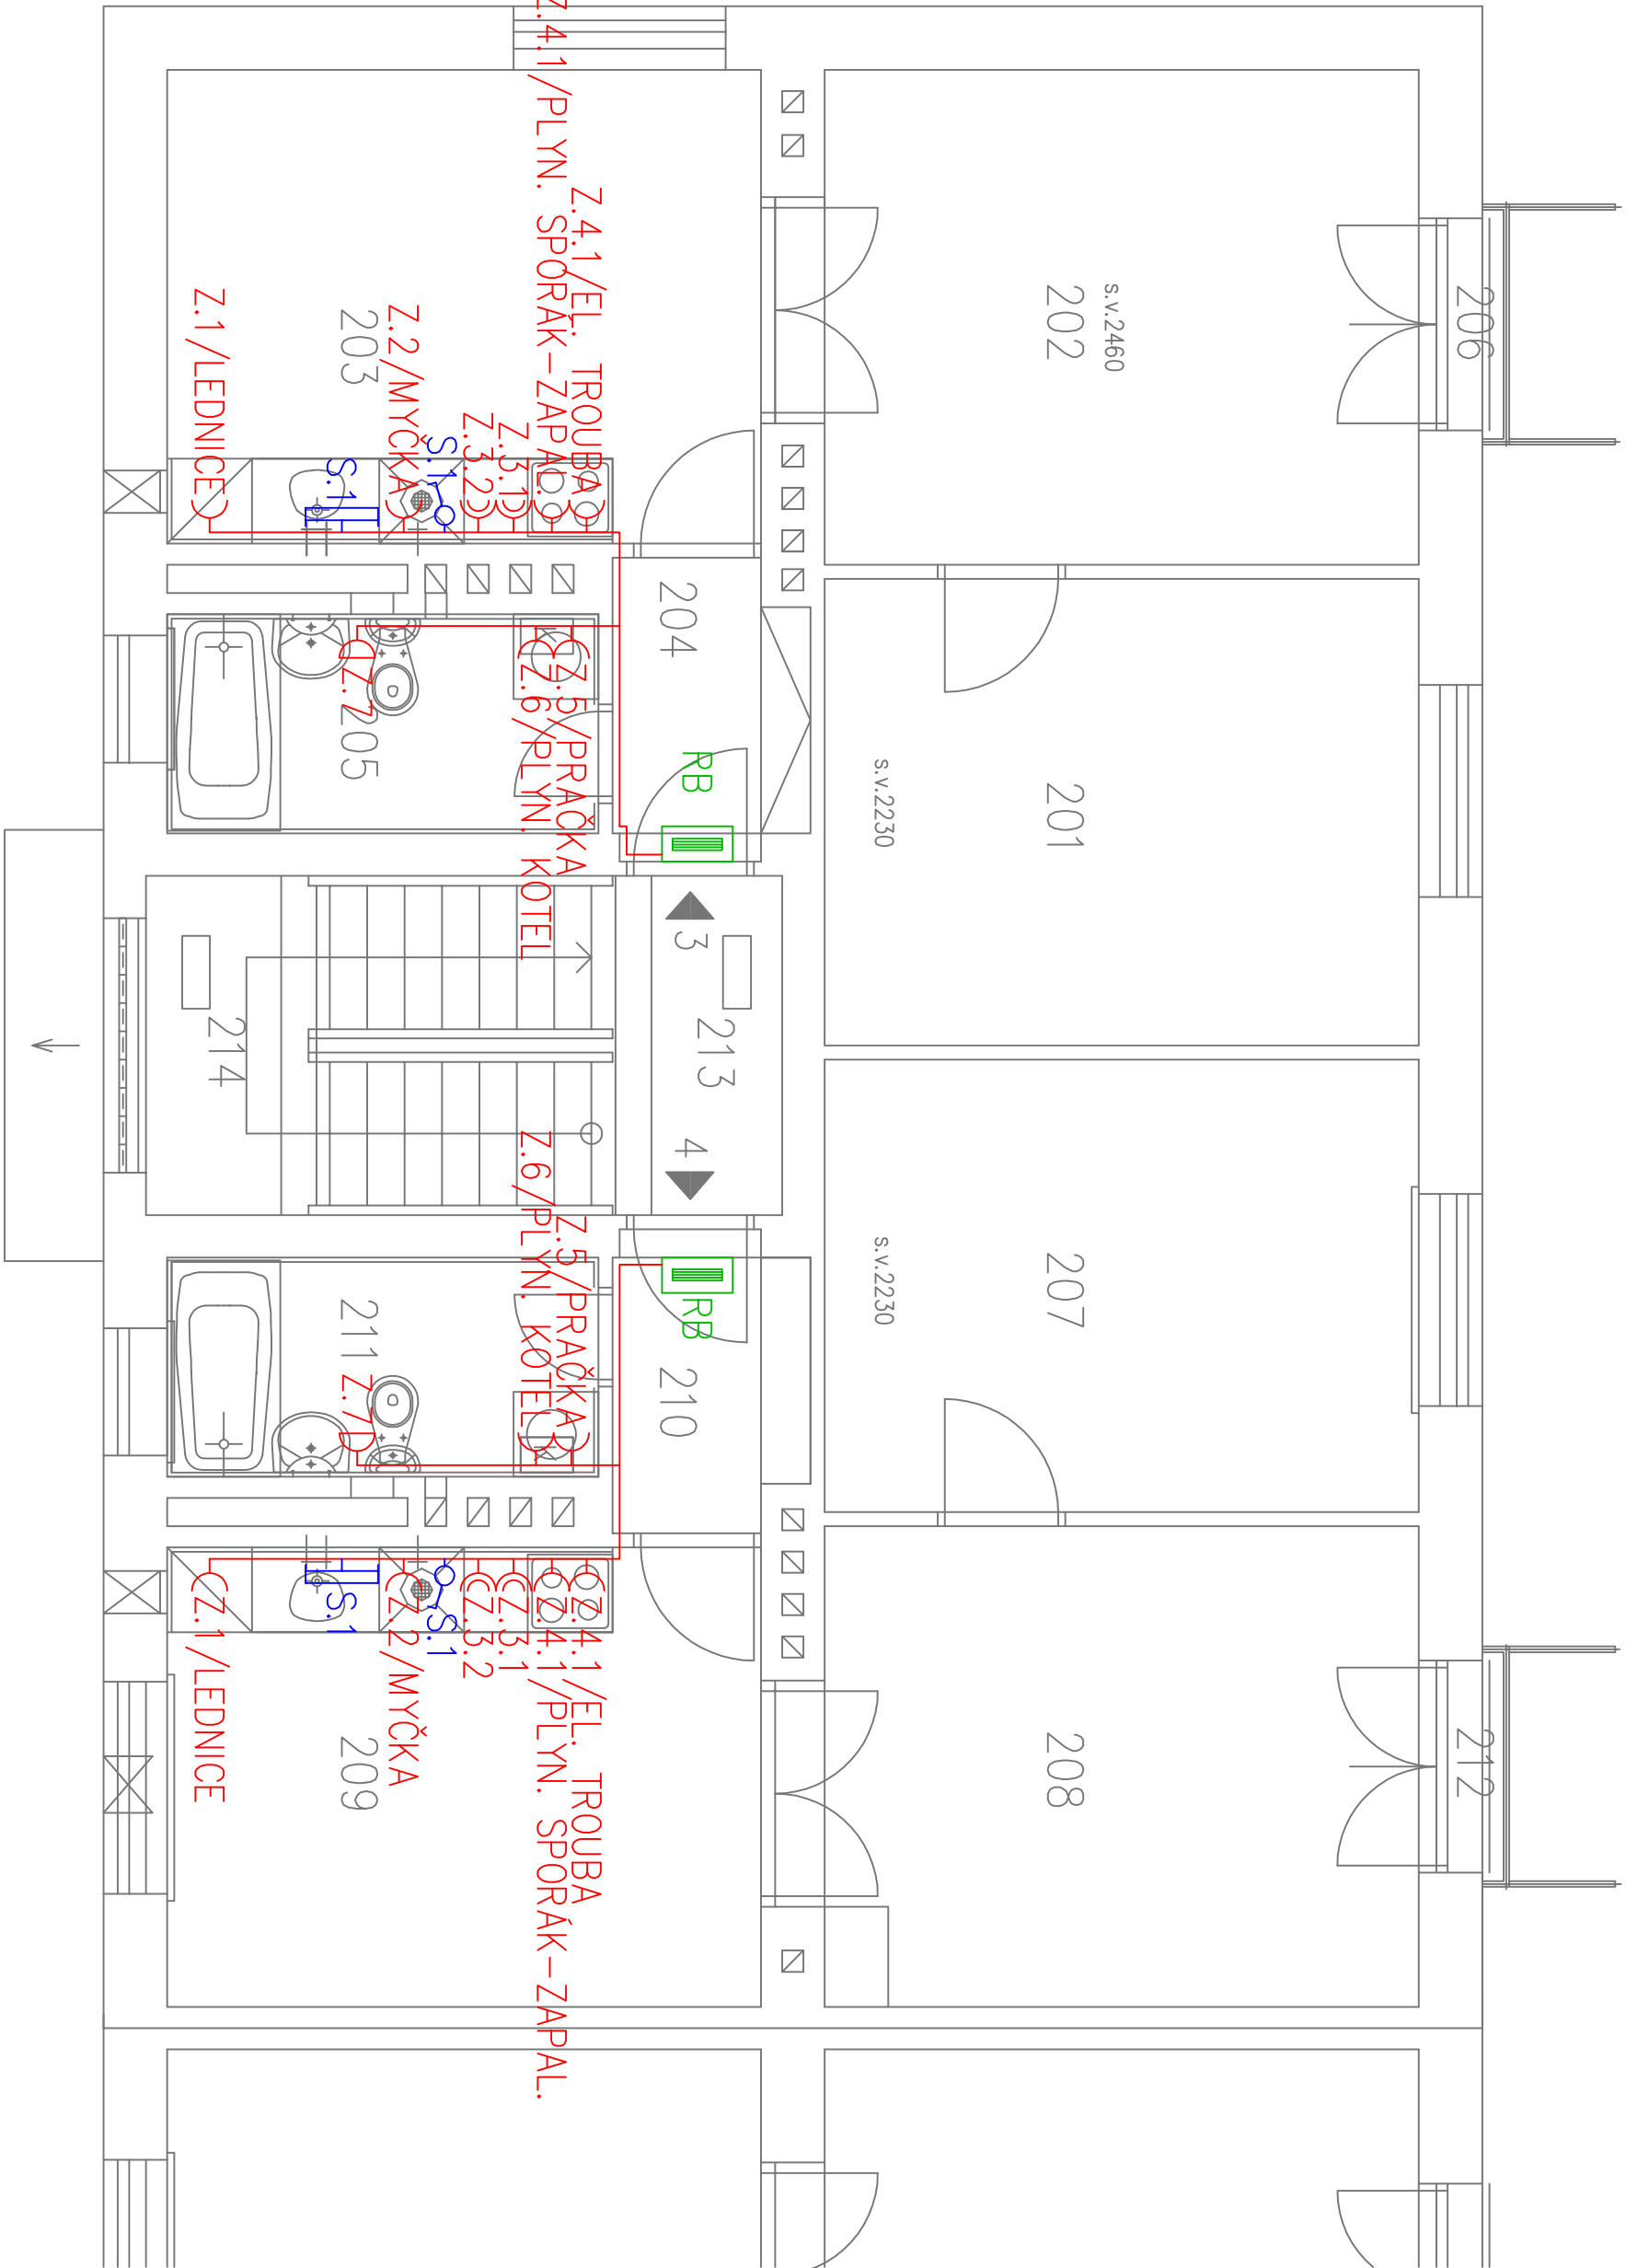 206
212
s.v.2460
202
201
207
208
s.v.2230
s.v.2230
RB
3
213
4
RB
204
210
Z.4.1/EL. TROUBA
Z.4.1/PLYN. SPORÁK-ZAPAL.
Z.3.1
Z.3.2
S.1
Z.2/MYČKA
203
S.1
Z.1/LEDNICE
Z.5/PRAČKA
Z.6/PLYN. KOTEL
Z.7
205
214
Z.5/PRAČKA
Z.6/PLYN. KOTEL
211
Z.7
Z.4.1/EL. TROUBA
Z.4.1/PLYN. SPORÁK-ZAPAL.
Z.3.1
Z.3.2
S.1
Z.2/MYČKA
S.1
209
Z.1/LEDNICE